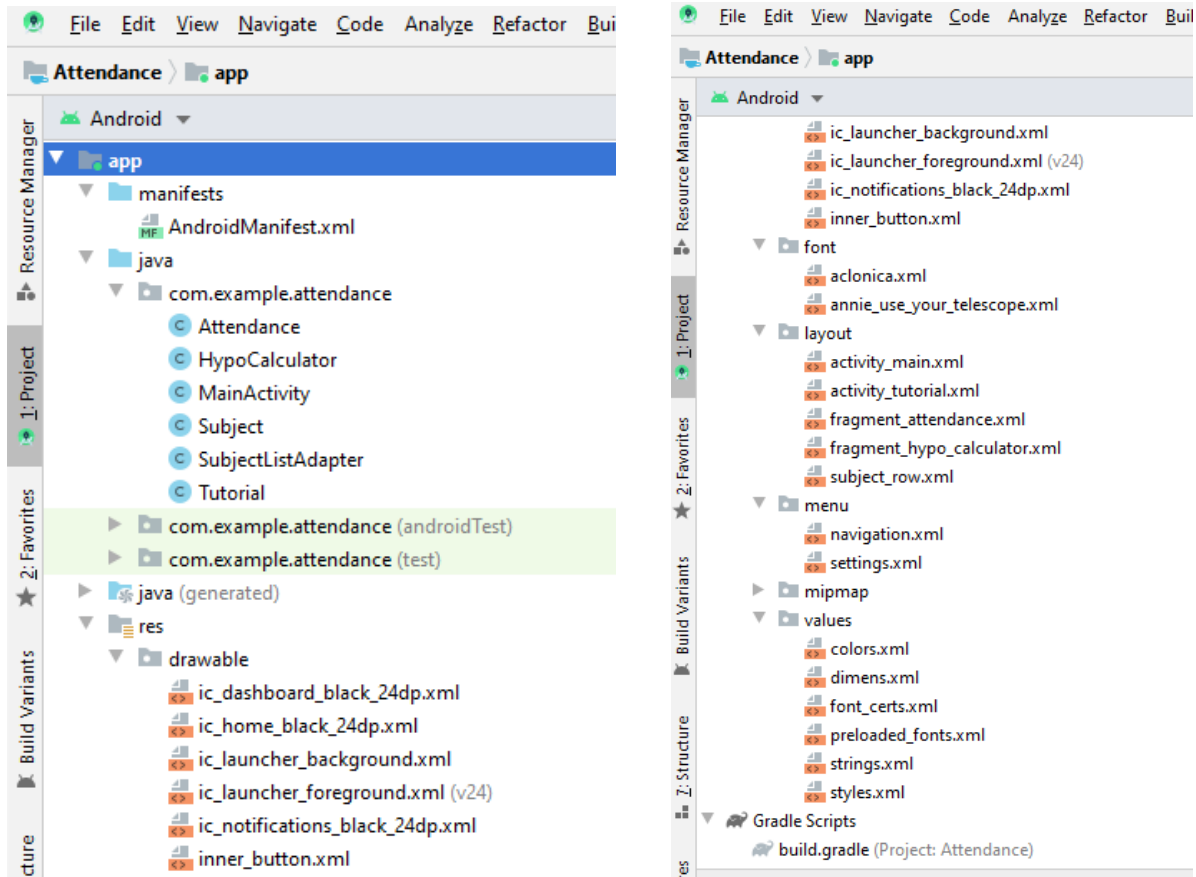 File Edit View Navigate Code Analyze Refactor Bui
Attendance app
Android
app
manifests
AndroidManifest.xml
java
com.example.attendance
Attendance
HypoCalculator
MainActivity
Subject
SubjectListAdapter
Tutorial
com.example.attendance (androidTest)
com.example.attendance (test)
java (generated)
res
drawable
ic_dashboard_black_24dp.xml
ic_home_black_24dp.xml
ic_launcher_background.xml
ic_launcher_foreground.xml (v24)
ic_notifications_black_24dp.xml
inner_button.xml
Resource Manager
1: Project
2: Favorites
Build Variants
cture
File Edit View Navigate Code Analyze Refactor Buil
Attendance app
Android
ic_launcher_background.xml
ic_launcher_foreground.xml (v24)
ic_notifications_black_24dp.xml
inner_button.xml
font
aclonica.xml
annie_use_your_telescope.xml
layout
activity_main.xml
activity_tutorial.xml
fragment_attendance.xml
fragment_hypo_calculator.xml
subject_row.xml
menu
navigation.xml
settings.xml
mipmap
values
colors.xml
dimens.xml
font_certs.xml
preloaded_fonts.xml
strings.xml
styles.xml
Gradle Scripts
build.gradle (Project: Attendance)
Resource Manager
1: Project
2: Favorites
Build Variants
7: Structure
es